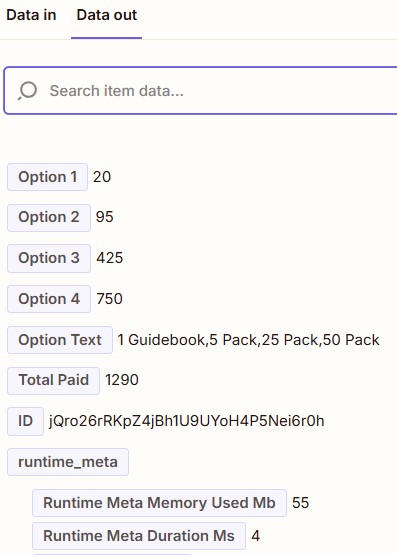 Data in Data out
Search item data...
Option 1 20
Option 2 95
Option 3 425
Option 4 750
Option Text 1 Guidebook,5 Pack,25 Pack,50 Pack
Total Paid 1290
ID jQro26rRKpZ4jBh1U9UYoH4P5Nei6r0h
runtime_meta
Runtime Meta Memory Used Mb 55
Runtime Meta Duration Ms 4